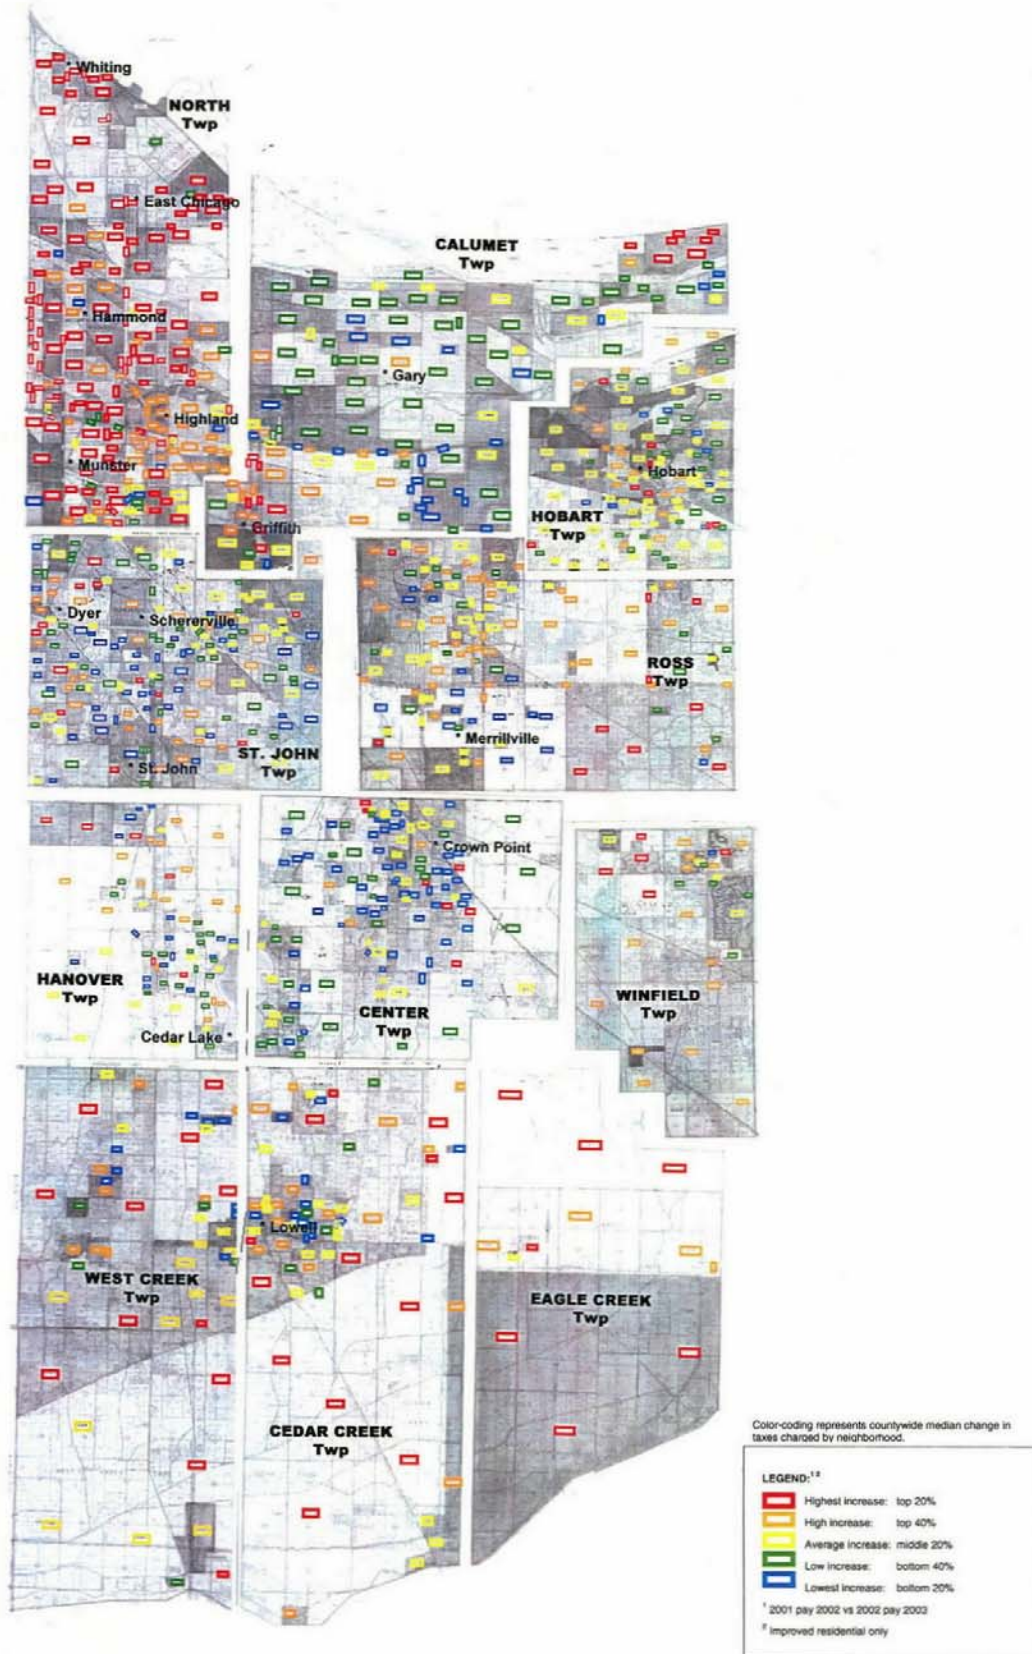 Whiting
NORTH
Twp
East Chicago
CALUMET
Twp
Hammond
Gary
Highland
Munster
Hobart
HOBART
Twp
Griffith
Dyer
Schererville
ROSS
Twp
Merrillville
ST. JOHN
Twp
St. John
Crown Point
HANOVER
Twp
WINFIELD
Twp
CENTER
Twp
Cedar Lake
Lowell
WEST CREEK
Twp
EAGLE CREEK
Twp
CEDAR CREEK
Twp
Color-coding represents countywide median change in
taxes charged by neighborhood.
LEGEND: 1 2
Highest increase: top 20%
High increase: top 40%
Average increase: middle 20%
Low increase: bottom 40%
Lowest increase: bottom 20%
1 2001 pay 2002 vs 2002 pay 2003
2 Improved residential only